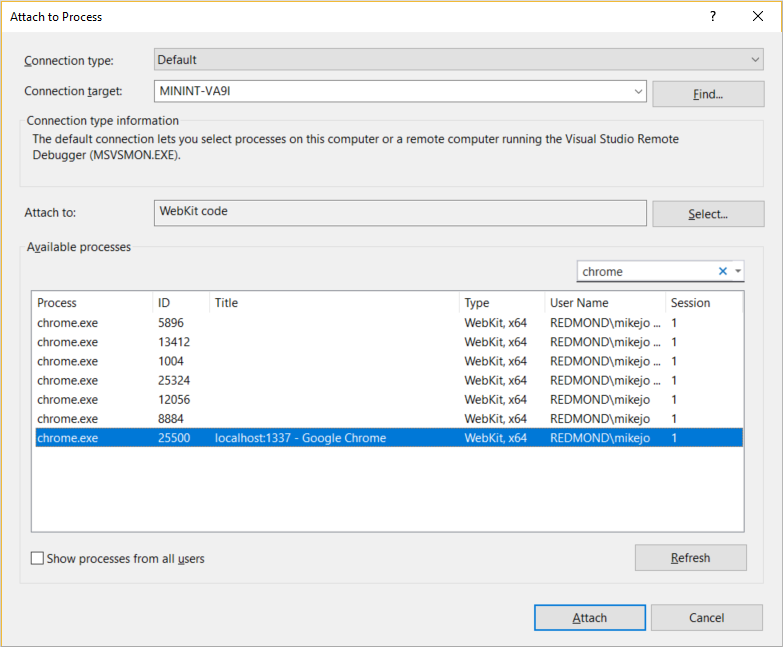 Attach to Process ?
Connection type: Default
Connection target: MININT-VA9I Find...
Connection type information
The default connection lets you select processes on this computer or a remote computer running the Visual Studio Remote
Debugger (MSVSMON.EXE).
Attach to: WebKit code Select...
Available processes
chrome
Process ID Title Type User Name Session
chrome.exe 5896 WebKit, x64 REDMOND\mikejo ... 1
chrome.exe 13412 WebKit, x64 REDMOND\mikejo ... 1
chrome.exe 1004 WebKit, x64 REDMOND\mikejo ... 1
chrome.exe 25324 WebKit, x64 REDMOND\mikejo ... 1
chrome.exe 12056 WebKit, x64 REDMOND\mikejo 1
chrome.exe 8884 WebKit, x64 REDMOND\mikejo 1
chrome.exe 25500 localhost:1337 - Google Chrome WebKit, x64 REDMOND\mikejo 1
Show processes from all users Refresh
Attach Cancel